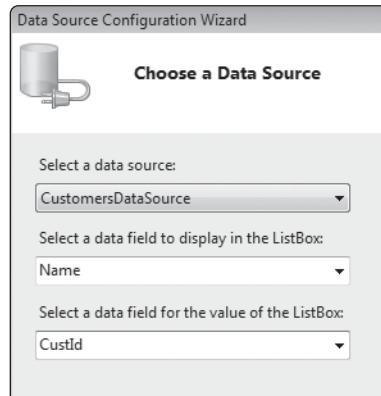 Data Source Configuration Wizard
Choose a Data Source
Select a data source:
CustomersDataSource
Select a data field to display in the ListBox:
Name
Select a data field for the value of the ListBox:
CustId